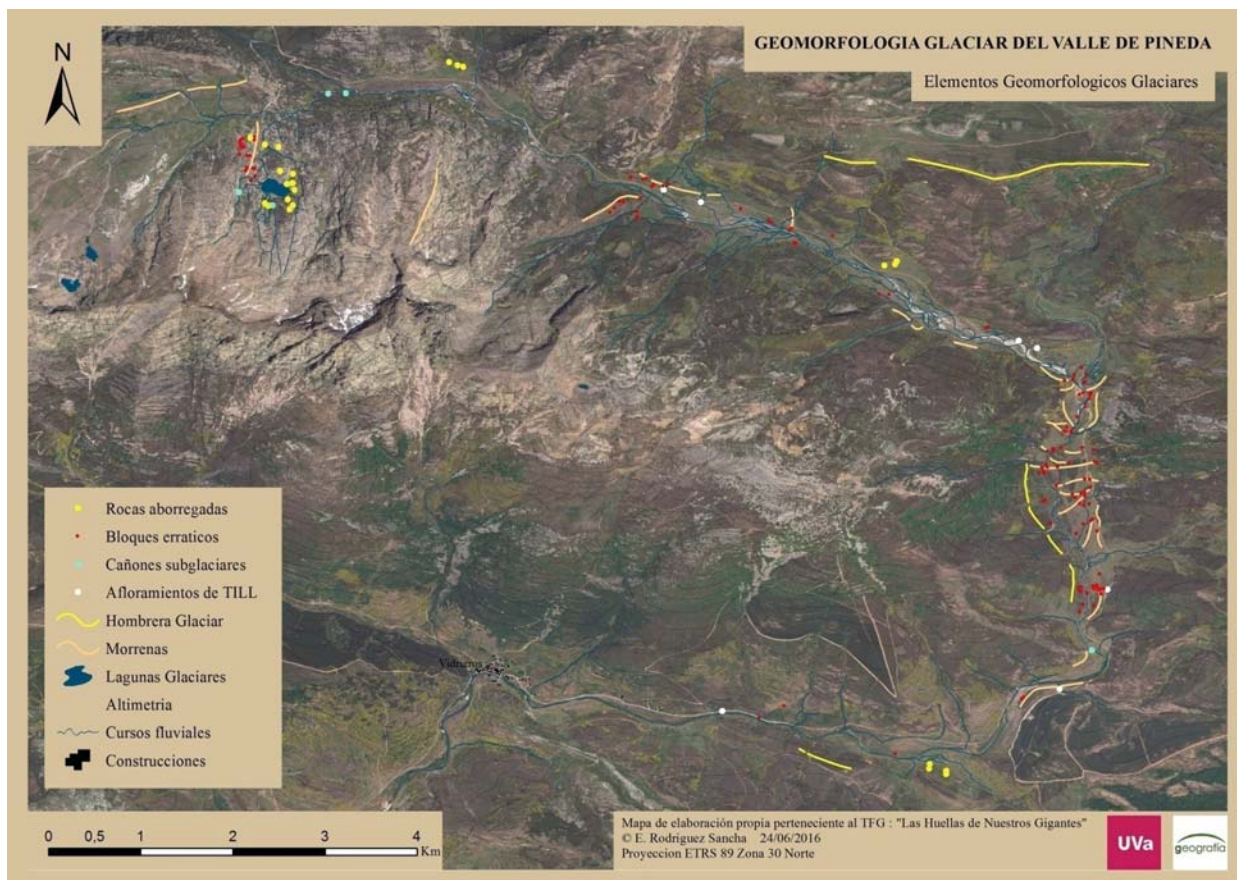 GEOMORFOLOGIA GLACIAR DEL VALLE DE PINEDA
Elementos Geomorfologicos Glaciares
N
Vidrieros
Rocas aborregadas
Bloques erraticos
Cañones subglaciares
Afloramientos de TILL
Hombrera Glaciar
Morrenas
Lagunas Glaciares
Altimetria
Cursos fluviales
Construcciones
0 0,5 1 2 3 4
Km
Mapa de elaboración propia perteneciente al TFG : "Las Huellas de Nuestros Gigantes"
© E. Rodríguez Sancha 24/06/2016
Proyeccion ETRS 89 Zona 30 Norte
UVa
geografía